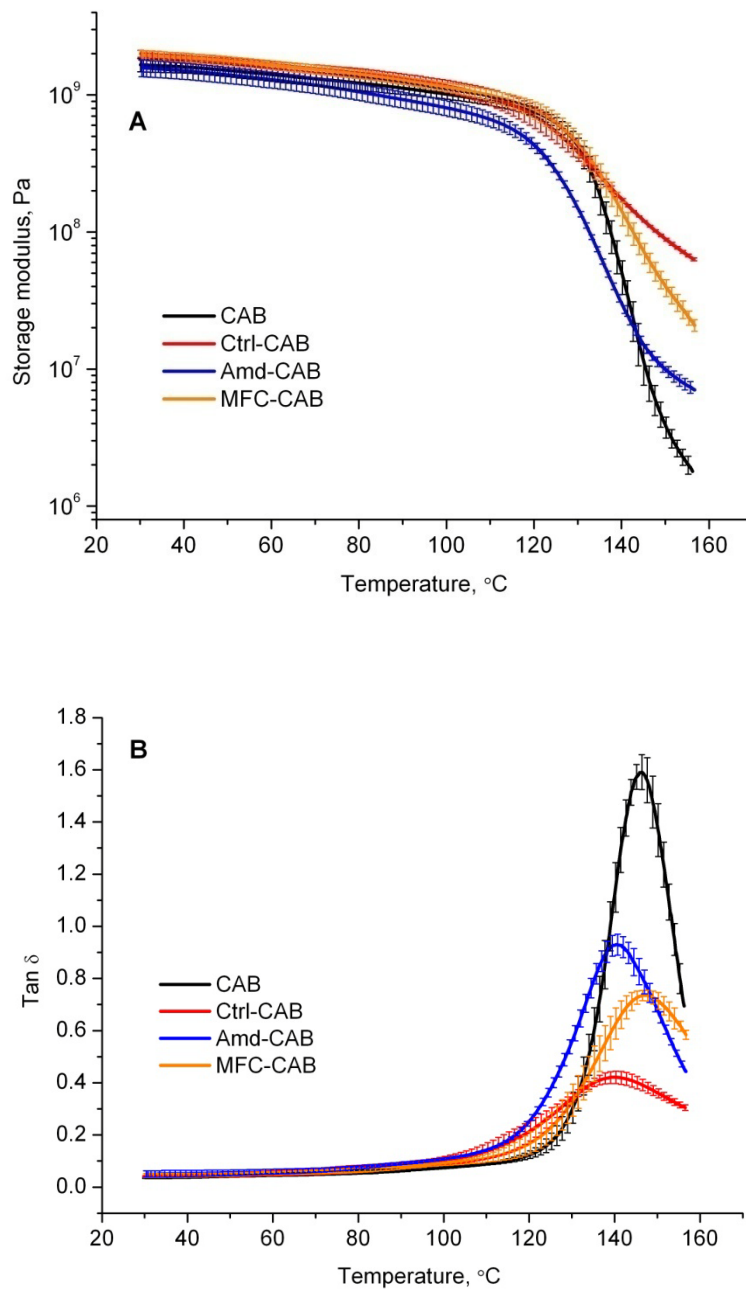 A
Storage modulus, Pa
10⁹
10⁸
10⁷
10⁶
CAB
Ctrl-CAB
Amd-CAB
MFC-CAB
20 40 60 80 100 120 140 160
Temperature, °C
B
Tan δ
1.8
1.6
1.4
1.2
1.0
0.8
0.6
0.4
0.2
0.0
CAB
Ctrl-CAB
Amd-CAB
MFC-CAB
20 40 60 80 100 120 140 160
Temperature, °C